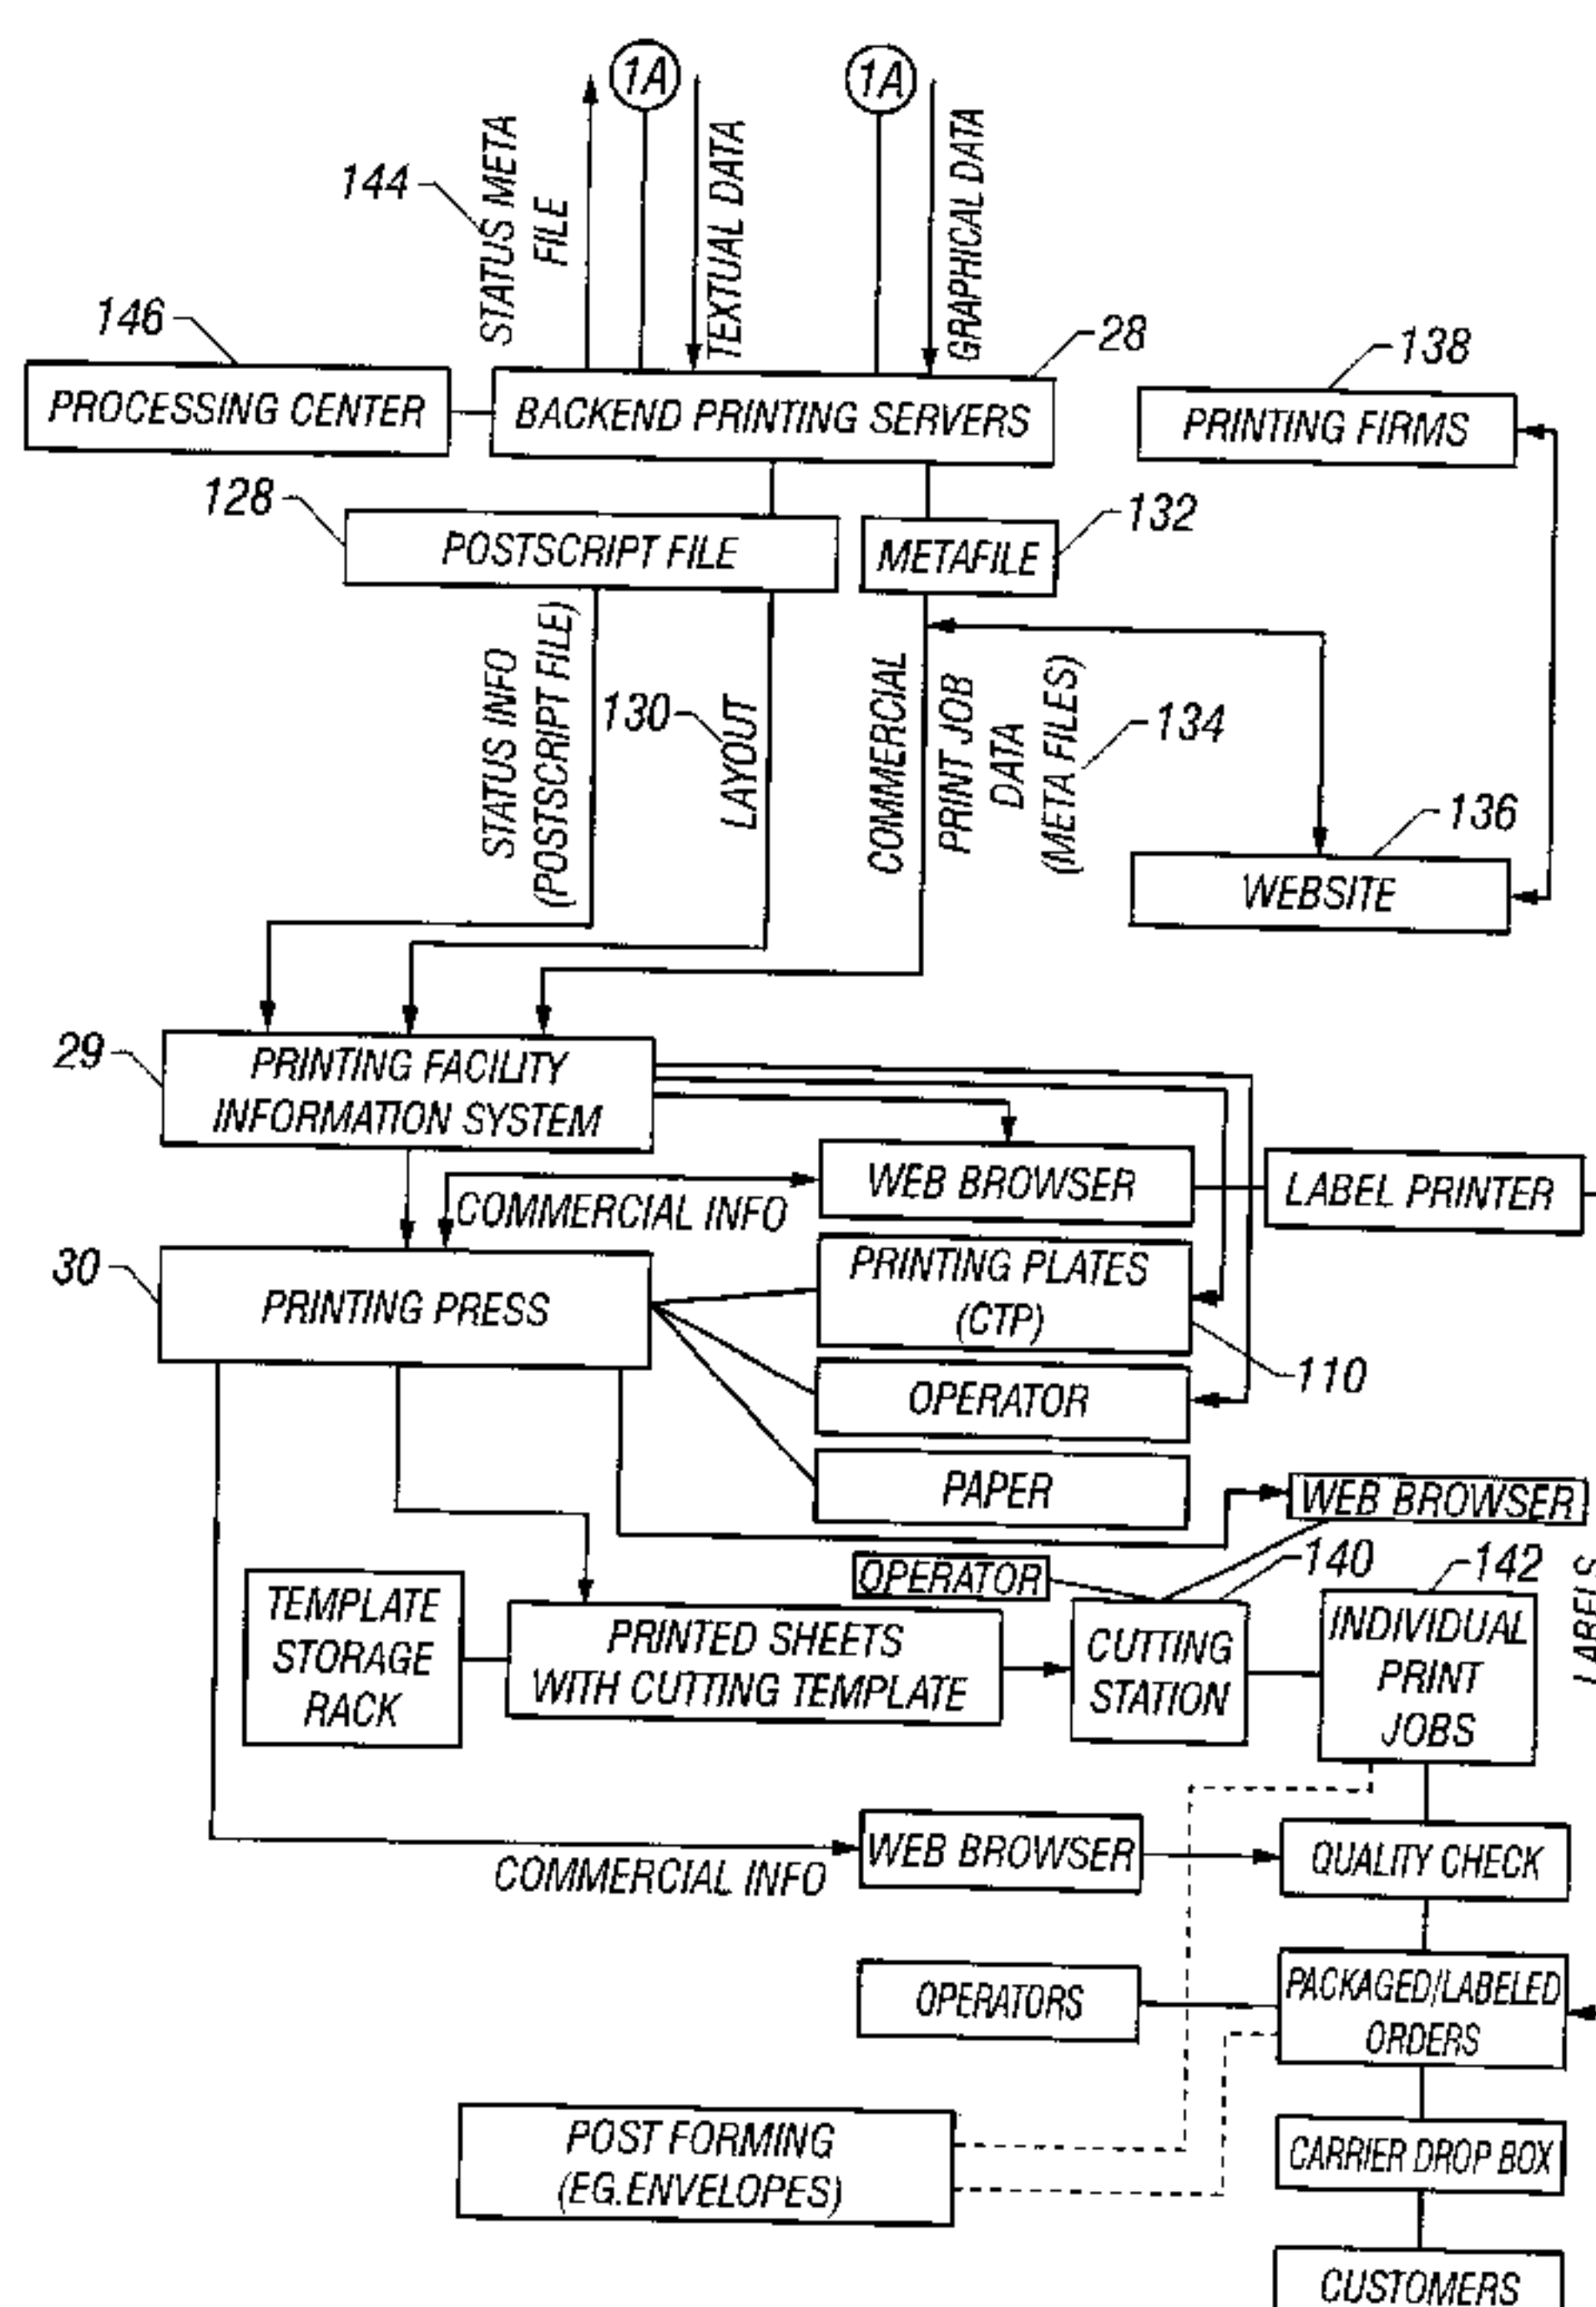 1A
1A
144
STATUS META
FILE
TEXTUAL DATA
GRAPHICAL DATA
146
28
138
PROCESSING CENTER
BACKEND PRINTING SERVERS
PRINTING FIRMS
128
132
POSTSCRIPT FILE
METAFILE
STATUS INFO
(POSTSCRIPT FILE)
130
LAYOUT
COMMERCIAL
PRINT JOB
DATA
(META FILES)
134
136
WEBSITE
29
PRINTING FACILITY
INFORMATION SYSTEM
WEB BROWSER
LABEL PRINTER
COMMERCIAL INFO
30
PRINTING PRESS
PRINTING PLATES
(CTP)
110
OPERATOR
PAPER
WEB BROWSER
OPERATOR
140
142
LABELS
TEMPLATE
STORAGE
RACK
PRINTED SHEETS
WITH CUTTING TEMPLATE
CUTTING
STATION
INDIVIDUAL
PRINT
JOBS
WEB BROWSER
QUALITY CHECK
COMMERCIAL INFO
OPERATORS
PACKAGED/LABELED
ORDERS
POST FORMING
(EG.ENVELOPES)
CARRIER DROP BOX
CUSTOMERS